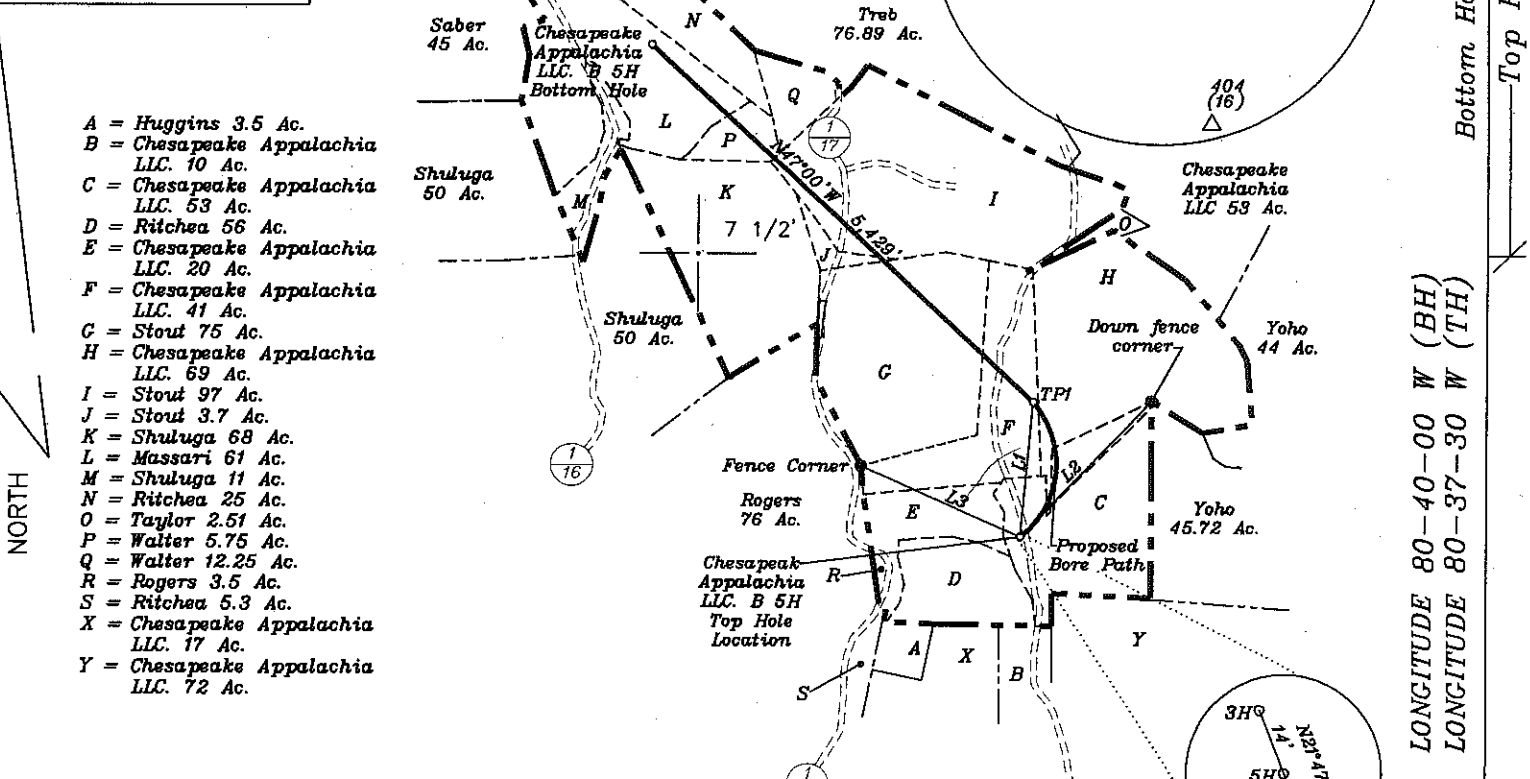 A = Huggins 3.5 Ac.
B = Chesapeake Appalachia
LLC. 10 Ac.
C = Chesapeake Appalachia
LLC. 53 Ac.
D = Ritchea 56 Ac.
E = Chesapeake Appalachia
LLC. 20 Ac.
F = Chesapeake Appalachia
LLC. 41 Ac.
G = Stout 75 Ac.
H = Chesapeake Appalachia
LLC. 69 Ac.
I = Stout 97 Ac.
J = Stout 3.7 Ac.
K = Shuluga 68 Ac.
L = Massari 61 Ac.
M = Shuluga 11 Ac.
N = Ritchea 25 Ac.
O = Taylor 2.51 Ac.
P = Walter 5.75 Ac.
Q = Walter 12.25 Ac.
R = Rogers 3.5 Ac.
S = Ritchea 5.3 Ac.
X = Chesapeake Appalachia
LLC. 17 Ac.
Y = Chesapeake Appalachia
LLC. 72 Ac.
NORTH
Saber
45 Ac.
Chesapeake
Appalachia
LLC. B 5H
Bottom Hole
N
Treb
76.89 Ac.
Q
L
P
1
17
404
(16)
Shuluga
50 Ac.
M
K
N47°00'W
5,429'
7 1/2'
I
Chesapeake
Appalachia
LLC 53 Ac.
O
J
H
Shuluga
50 Ac.
Down fence
corner
Yoho
44 Ac.
G
TP1
F
L1
L2
1
16
Fence Corner
L3
Rogers
76 Ac.
E
C
Yoho
45.72 Ac.
Proposed
Bore Path
Chesapeak
Appalachia
LLC. B 5H
Top Hole
Location
R
D
A
X
B
Y
S
1
3H
14'
N21°47
5H
Bottom Ho
Top
LONGITUDE 80-40-00 W (BH)
LONGITUDE 80-37-30 W (TH)